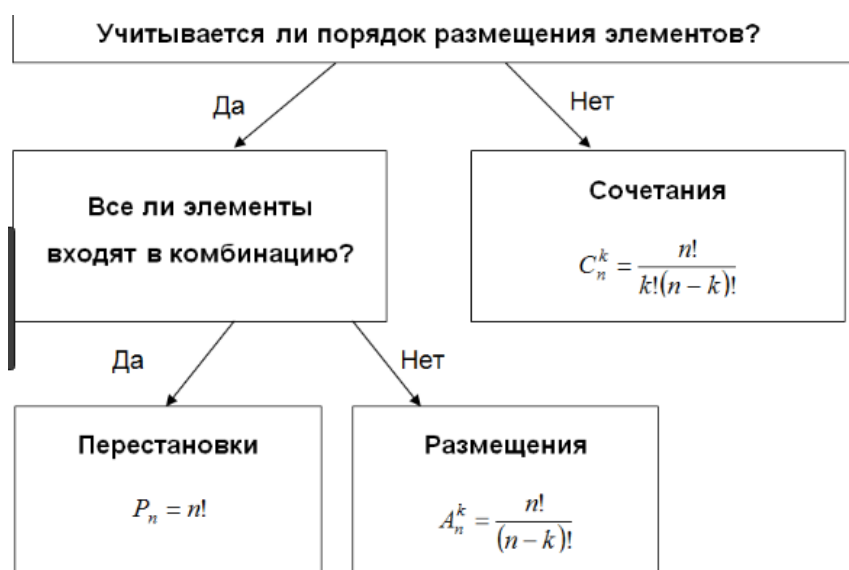 Учитывается ли порядок размещения элементов?
Да
Нет
Все ли элементы
входят в комбинацию?
Сочетания
C_n^k = n! / k!(n − k)!
Да
Нет
Перестановки
P_n = n!
Размещения
A_n^k = n! / (n − k)!